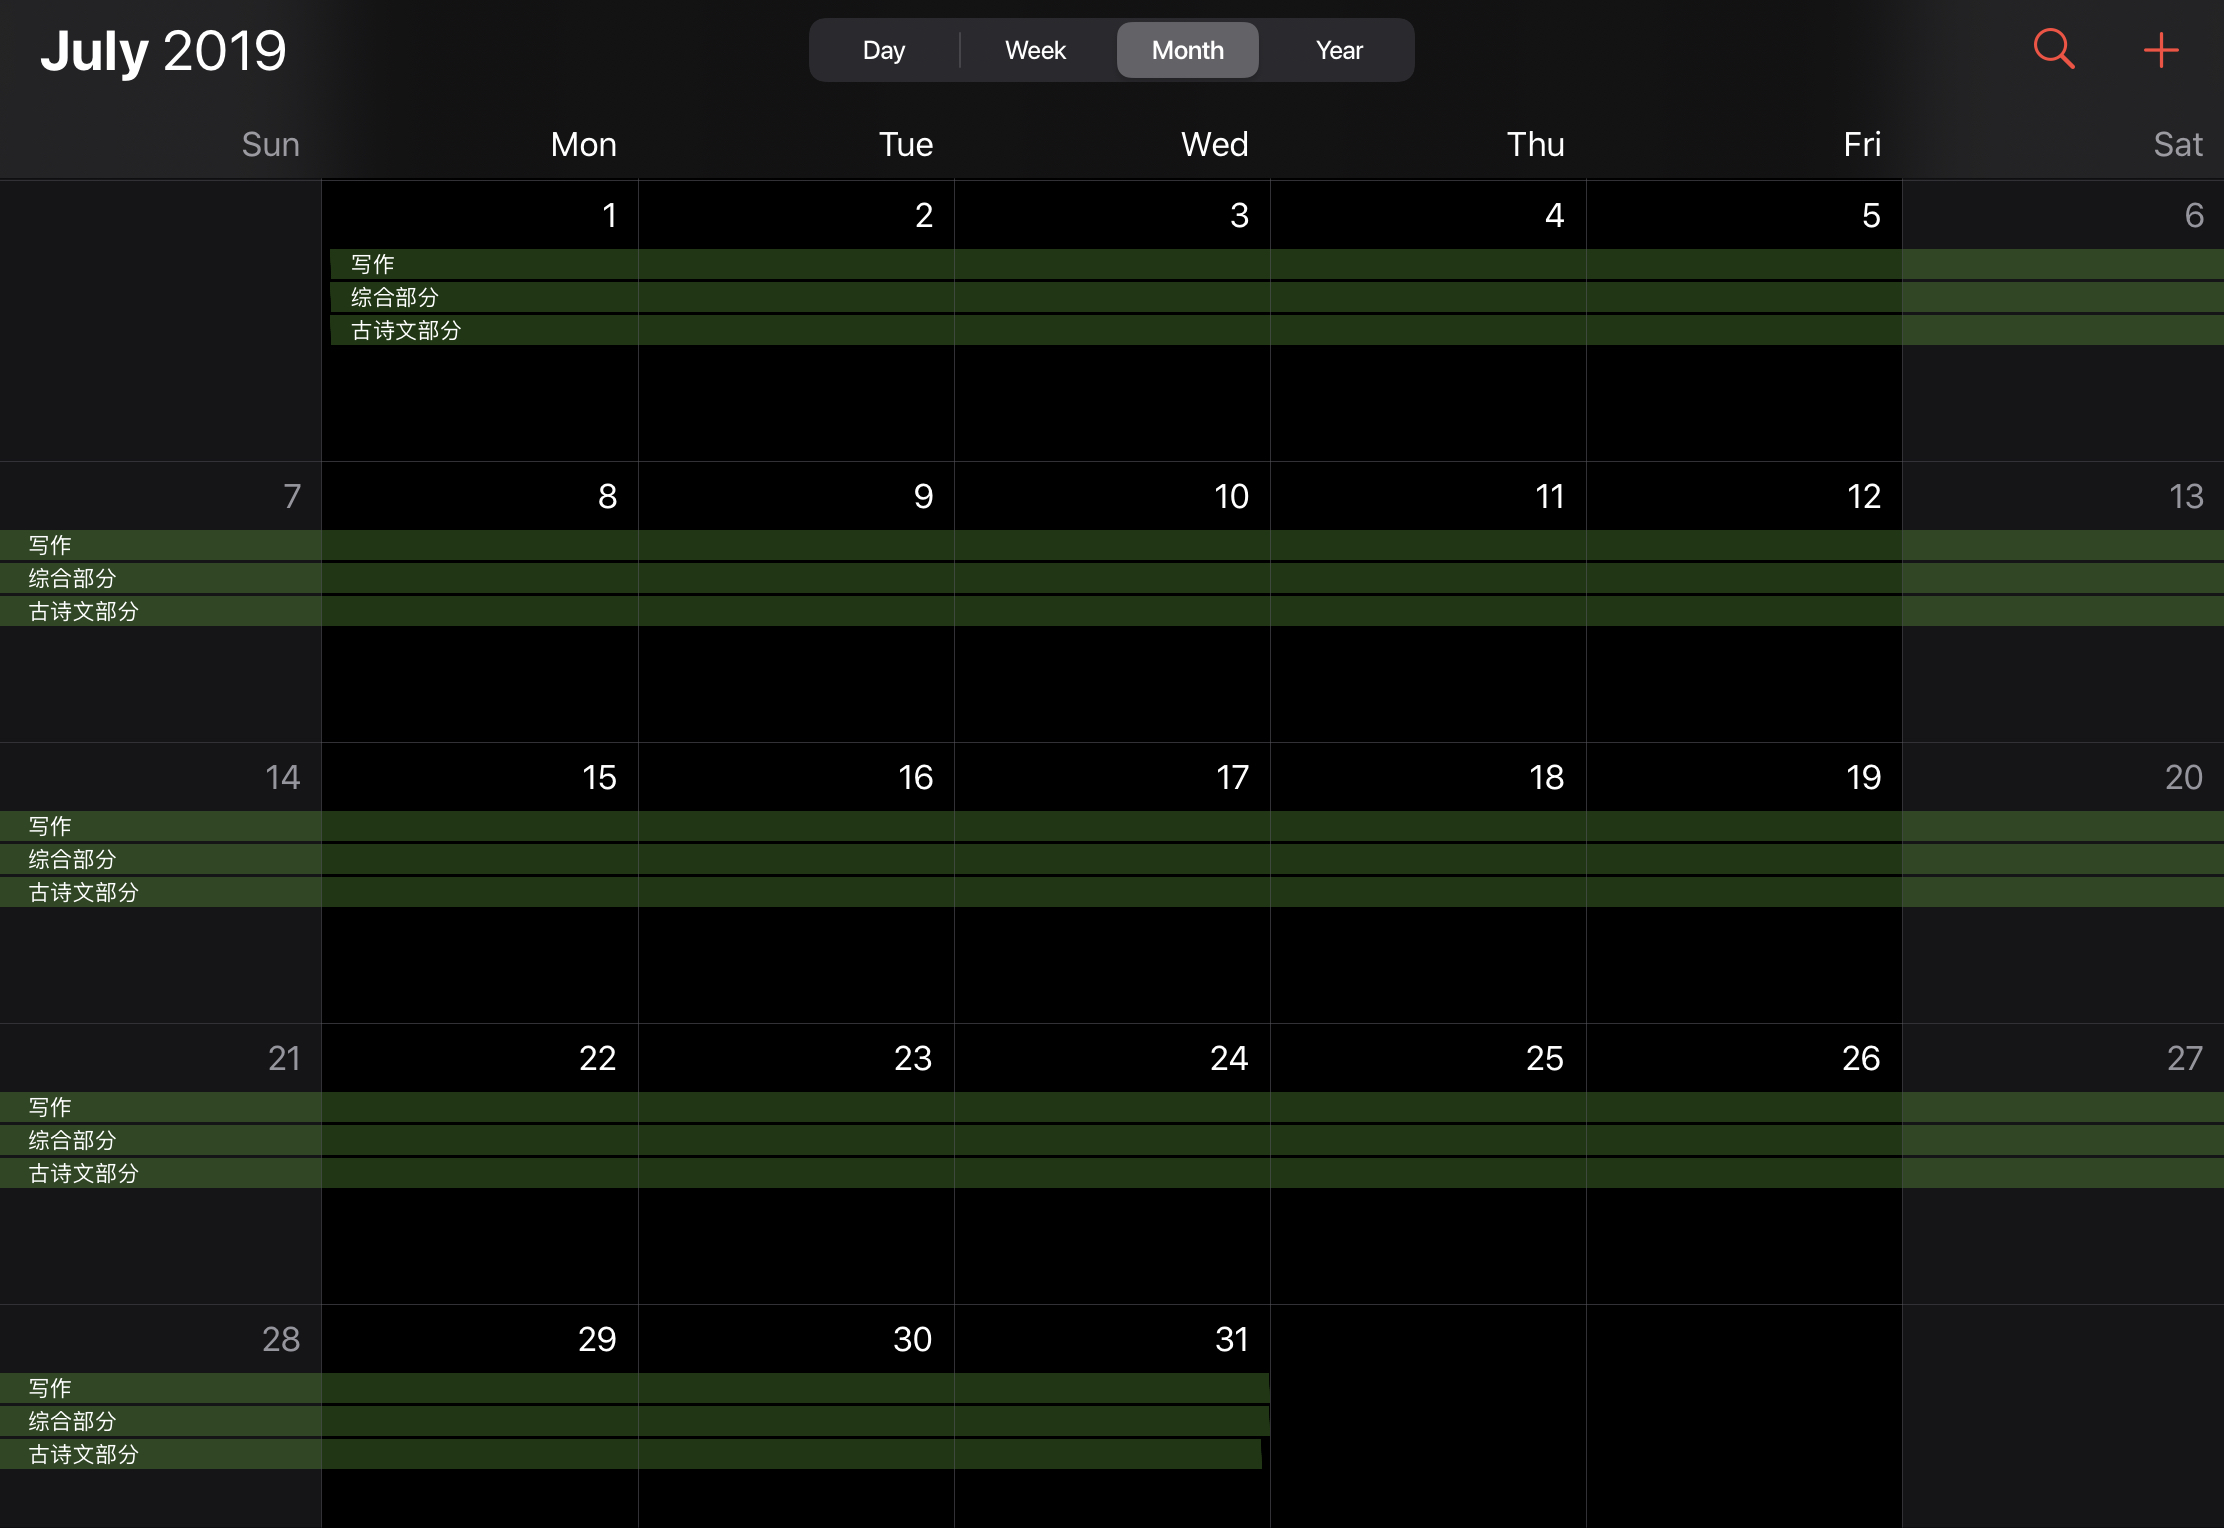 July 2019
Day Week Month Year
Sun Mon Tue Wed Thu Fri Sat
1 2 3 4 5 6
写作
综合部分
古诗文部分
7 8 9 10 11 12 13
写作
综合部分
古诗文部分
14 15 16 17 18 19 20
写作
综合部分
古诗文部分
21 22 23 24 25 26 27
写作
综合部分
古诗文部分
28 29 30 31
写作
综合部分
古诗文部分